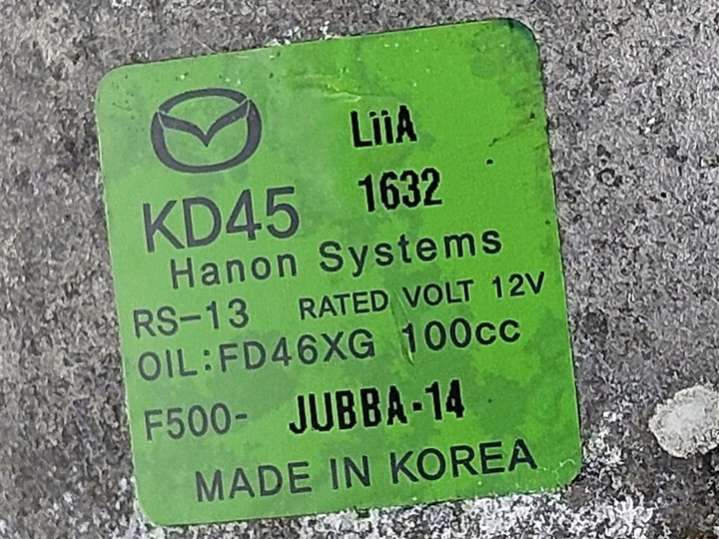 LiiA
KD45 1632
Hanon Systems
RS-13 RATED VOLT 12V
OIL:FD46XG 100cc
F500- JUBBA-14
MADE IN KOREA